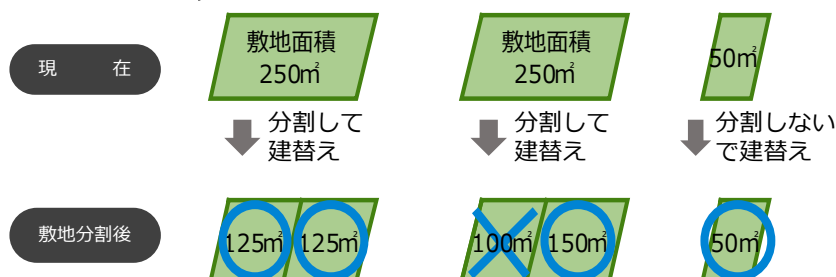 現　　在
敷地面積
250㎡
敷地面積
250㎡
50㎡
分割して
建替え
分割して
建替え
分割しない
で建替え
敷地分割後
125㎡
125㎡
100㎡
150㎡
50㎡